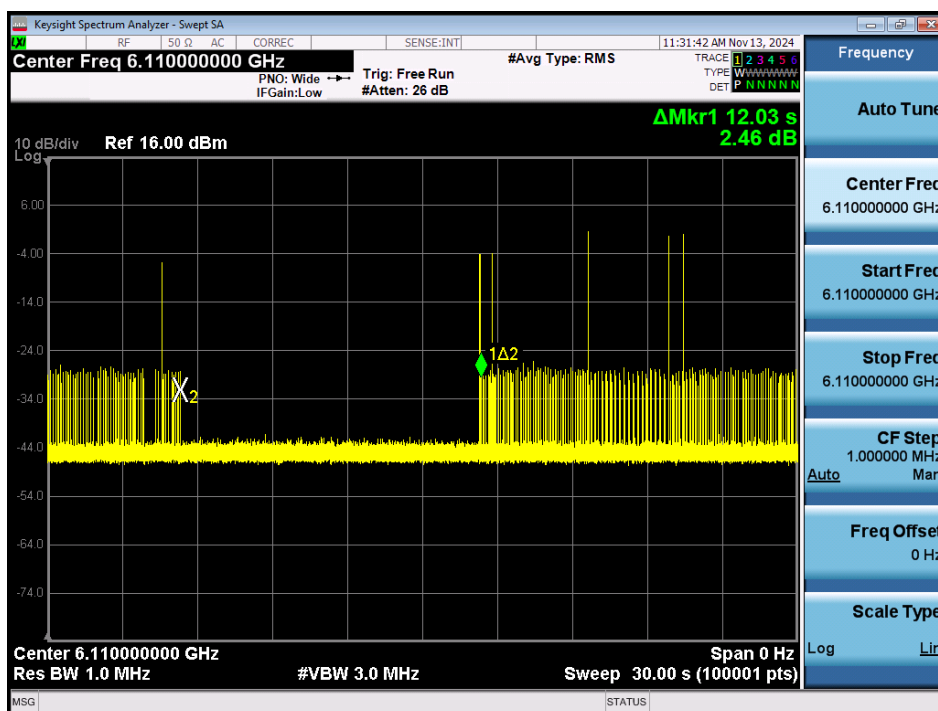 Keysight Spectrum Analyzer - Swept SA
LXI RF 50 Ω AC CORREC SENSE:INT 11:31:42 AM Nov 13, 2024
Center Freq 6.110000000 GHz
PNO: Wide
IFGain:Low
Trig: Free Run
#Atten: 26 dB
#Avg Type: RMS
TRACE 1 2 3 4 5 6
TYPE WWWWWW
DET P N N N N N
ΔMkr1 12.03 s
2.46 dB
10 dB/div
Log
Ref 16.00 dBm
6.00
-4.00
-14.0
-24.0
-34.0
-44.0
-54.0
-64.0
-74.0
1Δ2
X2
Center 6.110000000 GHz
Span 0 Hz
Res BW 1.0 MHz
#VBW 3.0 MHz
Sweep 30.00 s (100001 pts)
MSG
STATUS
Frequency
Auto Tune
Center Freq
6.110000000 GHz
Start Freq
6.110000000 GHz
Stop Freq
6.110000000 GHz
CF Step
1.000000 MHz
Auto Man
Freq Offset
0 Hz
Scale Type
Log Lin